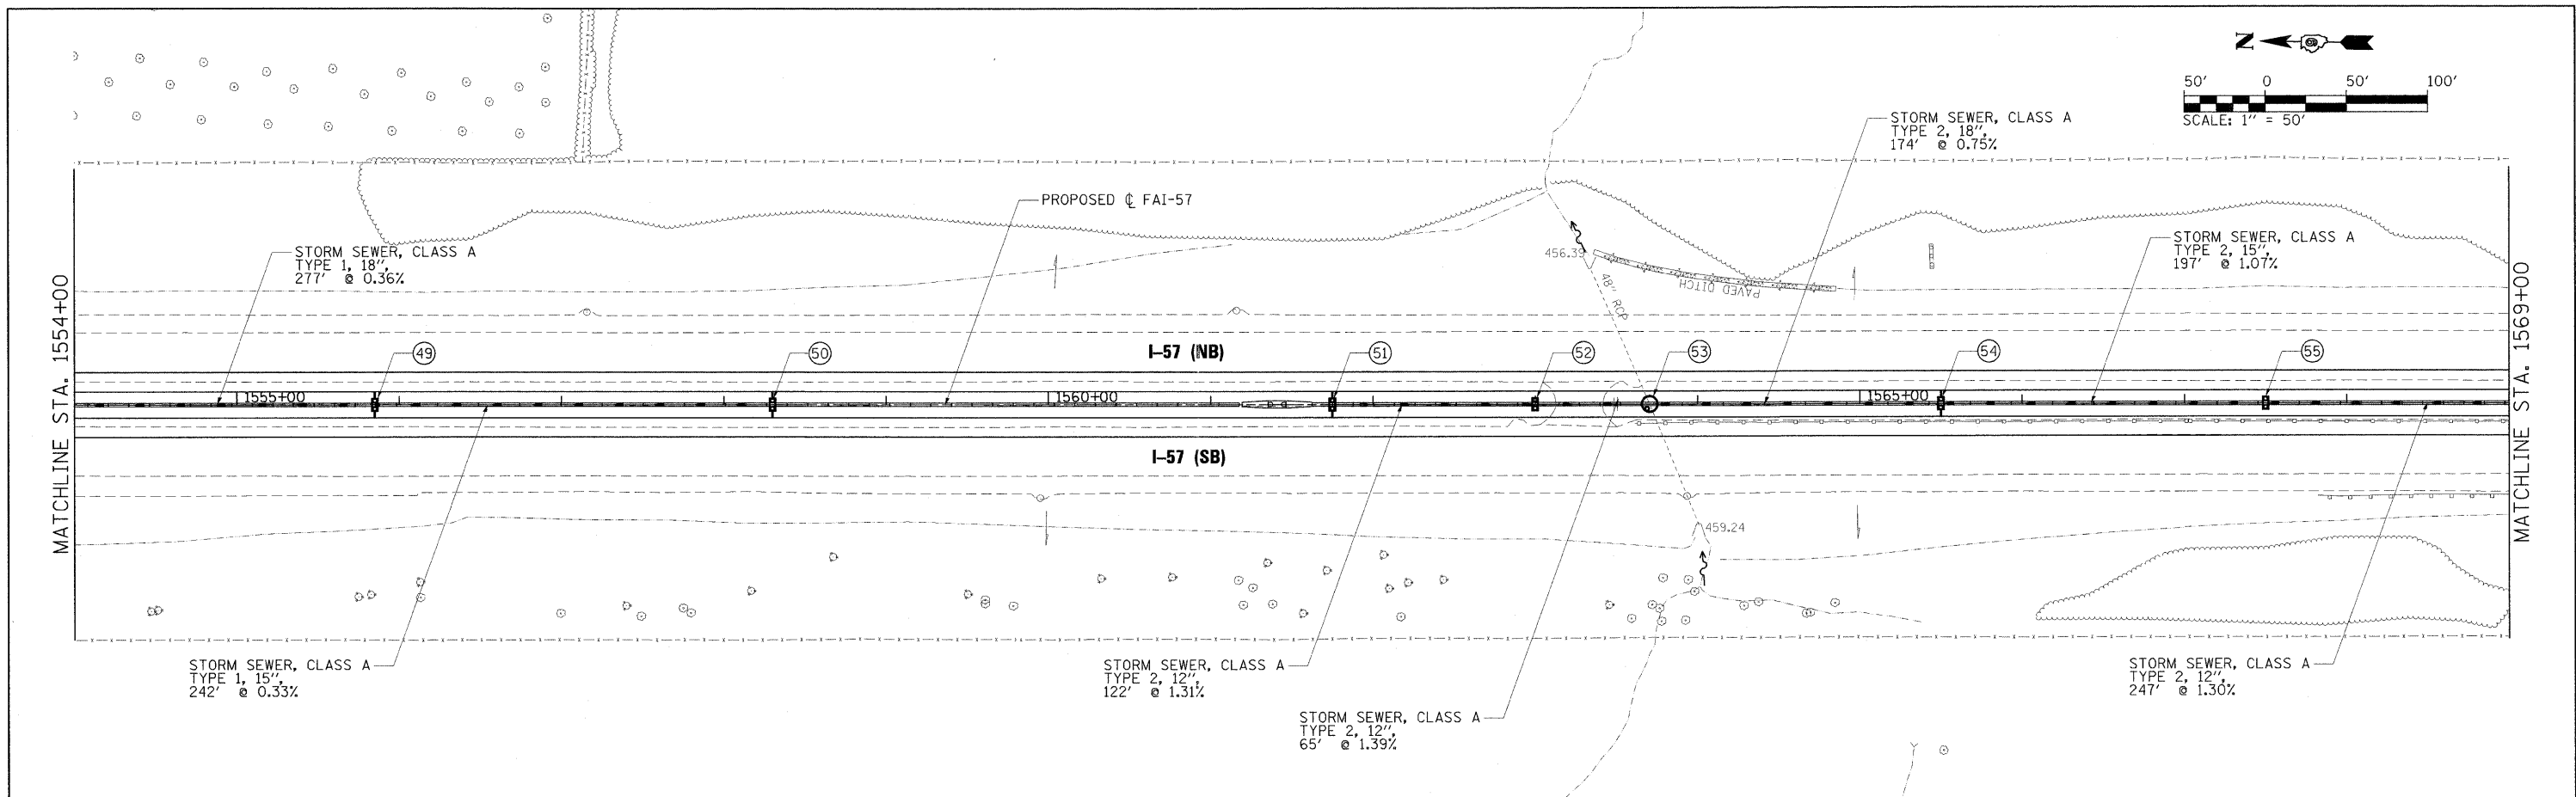 N
50' 0 50' 100'
SCALE: 1" = 50'
STORM SEWER, CLASS A
TYPE 2, 18",
174' @ 0.75%
PROPOSED ℄ FAI-57
STORM SEWER, CLASS A
TYPE 1, 18",
277' @ 0.36%
STORM SEWER, CLASS A
TYPE 2, 15",
197' @ 1.07%
456.39
48" RCP
PAVED DITCH
MATCHLINE STA. 1554+00
MATCHLINE STA. 1569+00
I-57 (NB)
49
50
51
52
53
54
55
1555+00
1560+00
1565+00
I-57 (SB)
459.24
STORM SEWER, CLASS A
TYPE 1, 15",
242' @ 0.33%
STORM SEWER, CLASS A
TYPE 2, 12",
122' @ 1.31%
STORM SEWER, CLASS A
TYPE 2, 12",
65' @ 1.39%
STORM SEWER, CLASS A
TYPE 2, 12",
247' @ 1.30%